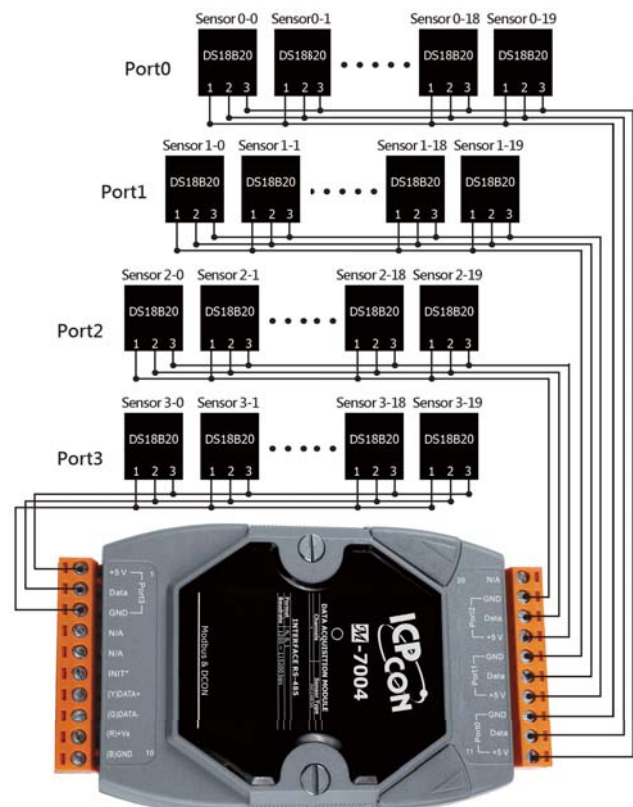 Sensor 0-0 Sensor0-1 Sensor 0-18 Sensor 0-19
Port0
DS18B20 DS18B20 DS18B20 DS18B20
1 2 3 1 2 3 1 2 3 1 2 3
Sensor 1-0 Sensor 1-1 Sensor 1-18 Sensor 1-19
Port1
DS18B20 DS18B20 DS18B20 DS18B20
1 2 3 1 2 3 1 2 3 1 2 3
Sensor 2-0 Sensor 2-1 Sensor 2-18 Sensor 2-19
DS18B20 DS18B20 DS18B20 DS18B20
Port2
1 2 3 1 2 3 1 2 3 1 2 3
Sensor 3-0 Sensor 3-1 Sensor 3-18 Sensor 3-19
DS18B20 DS18B20 DS18B20 DS18B20
Port3
1 2 3 1 2 3 1 2 3 1 2 3
+5 V
1
Data
Port3
GND
N/A
N/A
INIT*
(Y)DATA+
(G)DATA-
(R)+Vs
(B)GND 10
Modbus & DCON
INTERFACE RS-485
Format
Baudrate
DATA ACQUISITION MODULE
Channels
Sensor Type
ICP CON
M-7004
20 N/A
GND
Port2
Data
+5 V
GND
Port1
Data
+5 V
GND
Port0
Data
11 +5 V